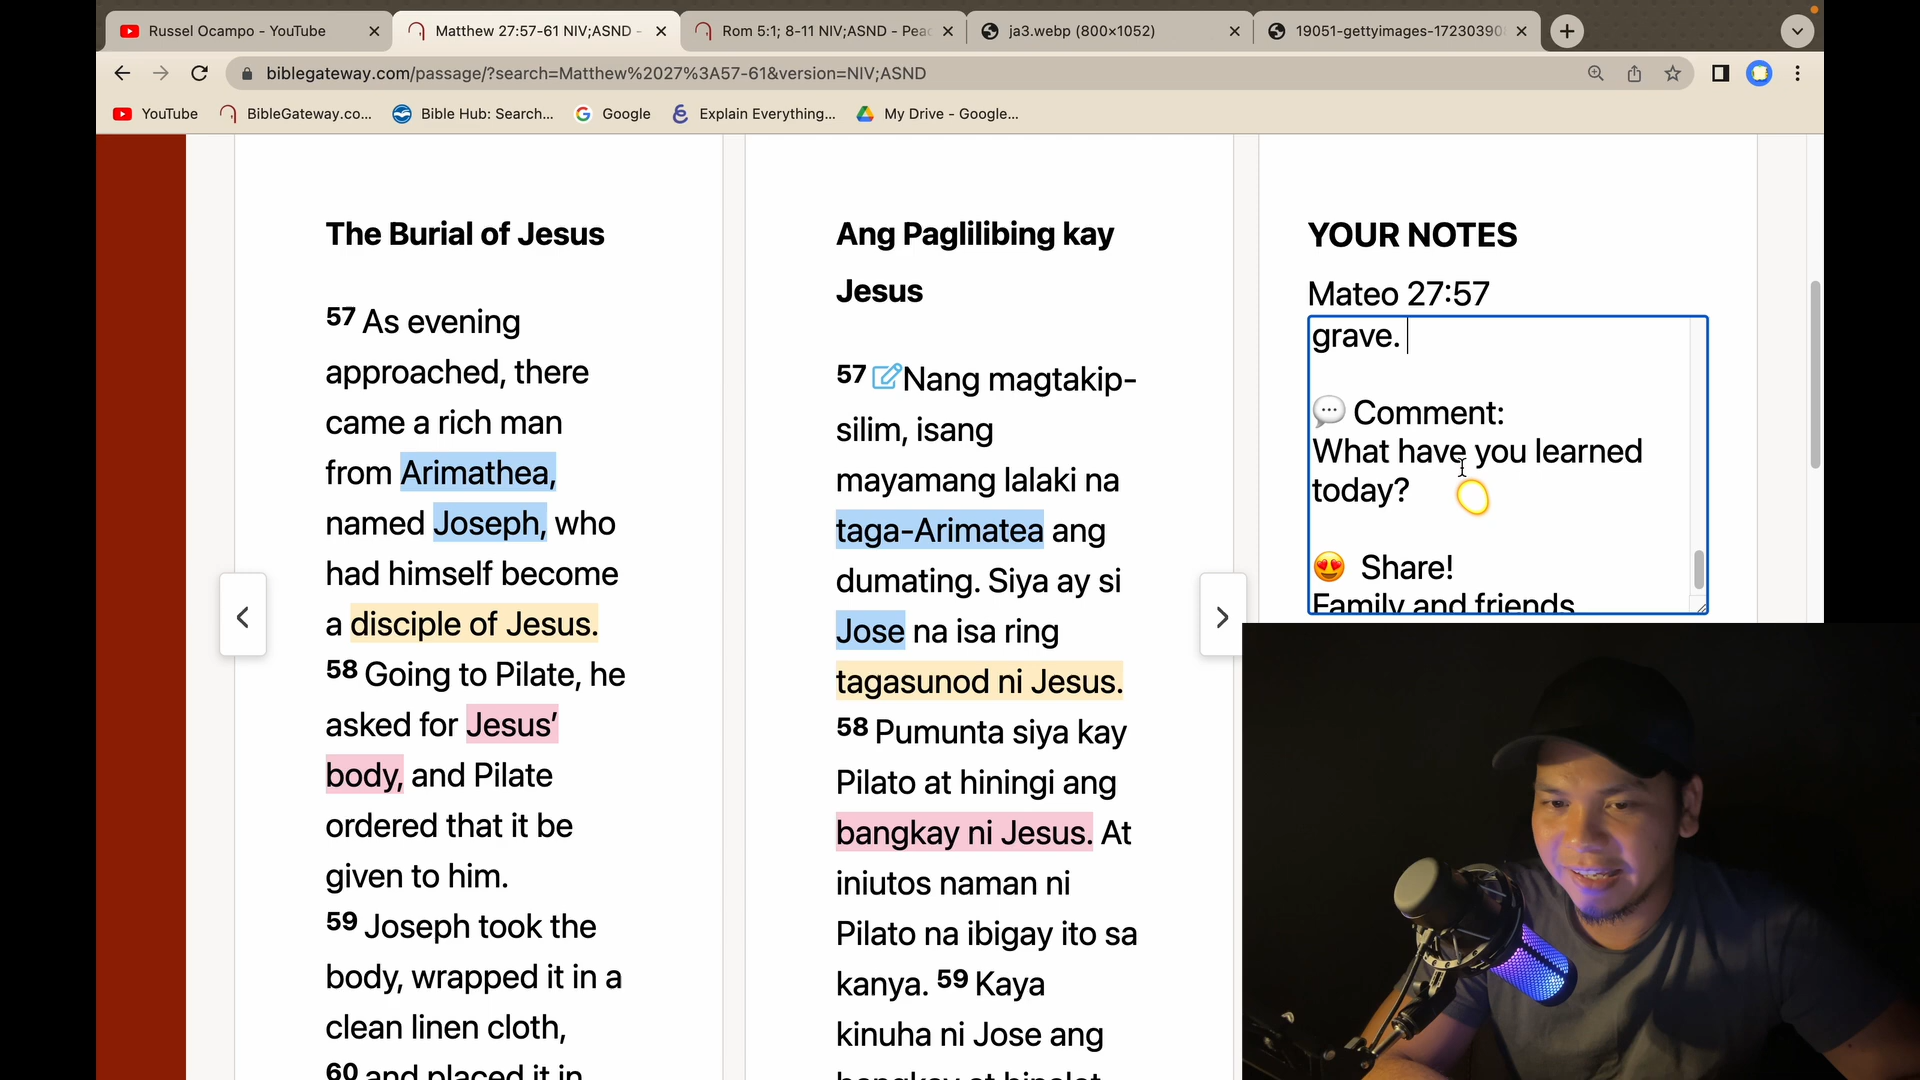 Russel Ocampo - YouTube
Matthew 27:57-61 NIV;ASND -
Rom 5:1; 8-11 NIV;ASND - Peac
ja3.webp (800×1052)
19051-gettyimages-172303908
biblegateway.com/passage/?search=Matthew%2027%3A57-61&version=NIV;ASND
YouTube
BibleGateway.co...
Bible Hub: Search...
Google
Explain Everything...
My Drive - Google...
The Burial of Jesus
57 As evening
approached, there
came a rich man
from Arimathea,
named Joseph, who
had himself become
a disciple of Jesus.
58 Going to Pilate, he
asked for Jesus’
body, and Pilate
ordered that it be
given to him.
59 Joseph took the
body, wrapped it in a
clean linen cloth,
60 and placed it in
Ang Paglilibing kay
Jesus
57 Nang magtakip-
silim, isang
mayamang lalaki na
taga-Arimatea ang
dumating. Siya ay si
Jose na isa ring
tagasunod ni Jesus.
58 Pumunta siya kay
Pilato at hiningi ang
bangkay ni Jesus. At
iniutos naman ni
Pilato na ibigay ito sa
kanya. 59 Kaya
kinuha ni Jose ang
bangkay at binalot
YOUR NOTES
Mateo 27:57
grave.
💬 Comment:
What have you learned
today?
😍 Share!
Family and friends